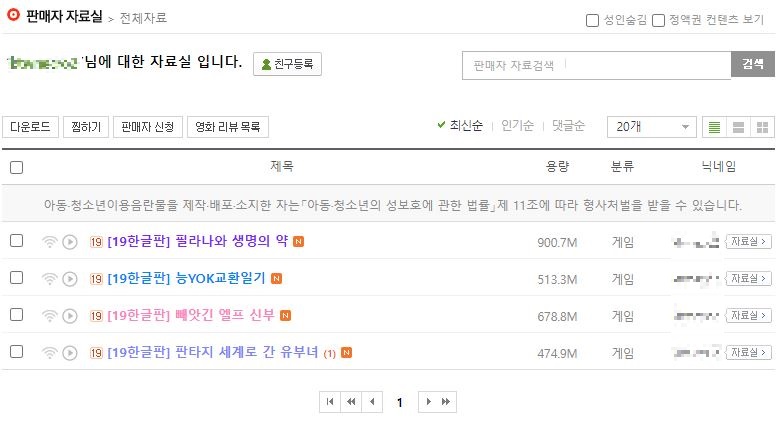 판매자 자료실 > 전체자료
성인숨김 정액권 컨텐츠 보기
'님에 대한 자료실 입니다. 친구등록
판매자 자료검색 검색
다운로드 찜하기 판매자 신청 영화 리뷰 목록 최신순 인기순 댓글순 20개
제목 용량 분류 닉네임
아동·청소년이용음란물을 제작·배포·소지한 자는「아동·청소년의 성보호에 관한 법률」제 11조에 따라 형사처벌을 받을 수 있습니다.
19 [19한글판] 필라나와 생명의 약 N 900.7M 게임 자료실 >
19 [19한글판] 능YOK교환일기 N 513.3M 게임 자료실 >
19 [19한글판] 빼앗긴 엘프 신부 N 678.8M 게임 자료실 >
19 [19한글판] 판타지 세계로 간 유부녀 (1) N 474.9M 게임 자료실 >
1